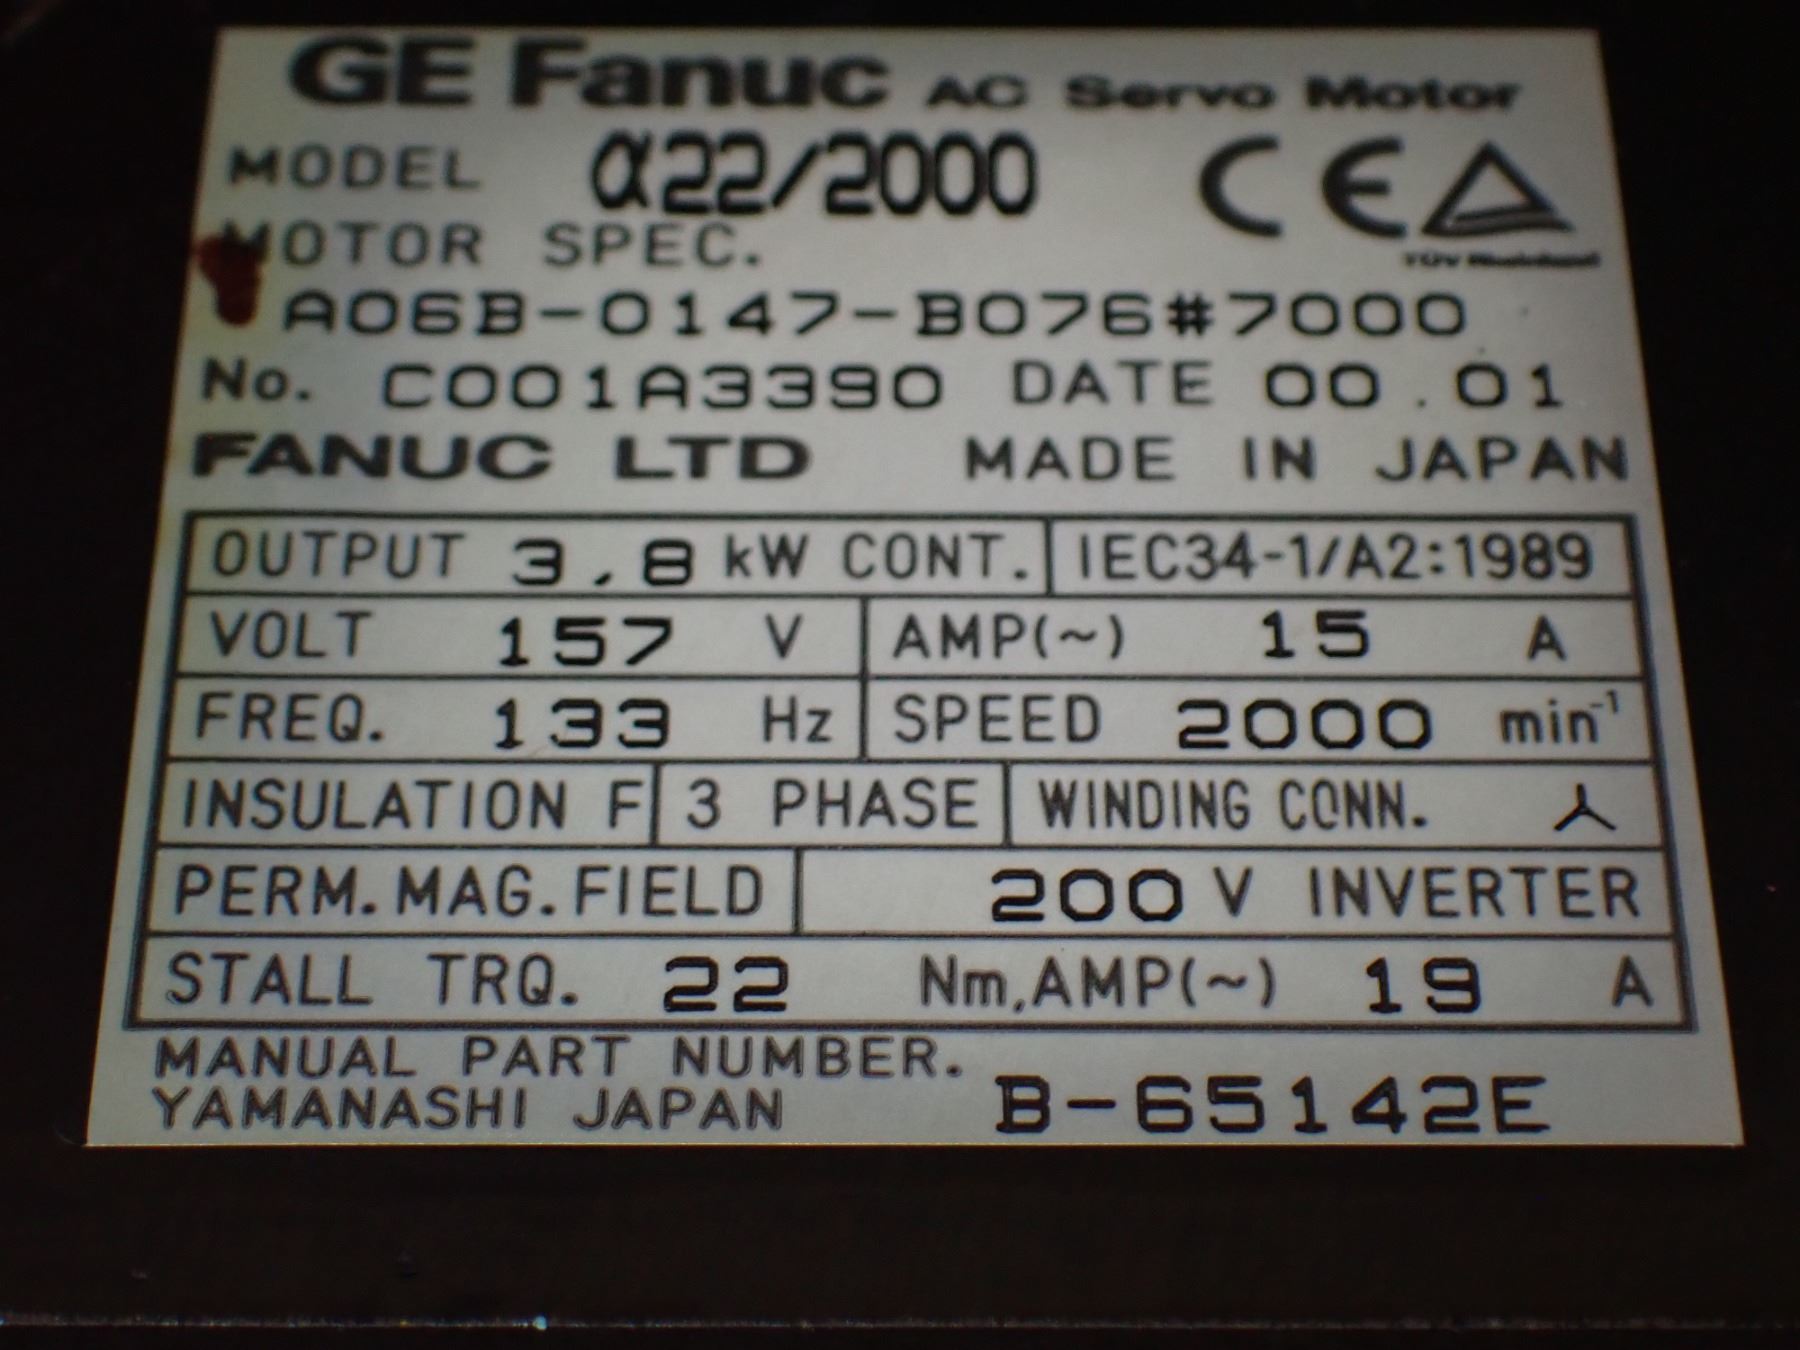 GE Fanuc AC Servo Motor
MODEL α22/2000 CE
TÜV Rheinland
MOTOR SPEC.
A06B-0147-B076#7000
No. C001A3390 DATE 00.01
FANUC LTD MADE IN JAPAN
OUTPUT 3.8 kW CONT. IEC34-1/A2:1989
VOLT 157 V AMP(~) 15 A
FREQ. 133 Hz SPEED 2000 min⁻¹
INSULATION F 3 PHASE WINDING CONN.
PERM.MAG.FIELD 200 V INVERTER
STALL TRQ. 22 Nm,AMP(~) 19 A
MANUAL PART NUMBER.
YAMANASHI JAPAN B-65142E